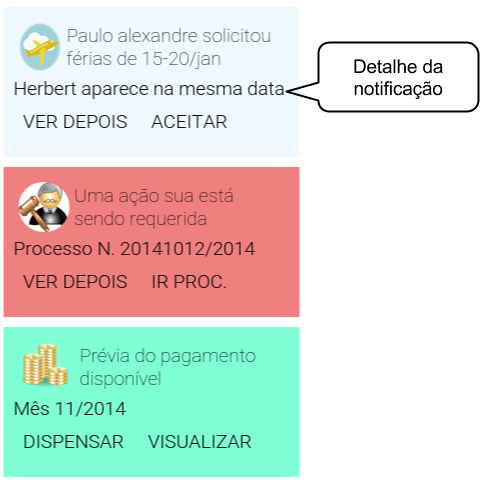 Paulo alexandre solicitou
férias de 15-20/jan
Herbert aparece na mesma data
VER DEPOIS ACEITAR
Detalhe da
notificação
Uma ação sua está
sendo requerida
Processo N. 20141012/2014
VER DEPOIS IR PROC.
Prévia do pagamento
disponível
Mês 11/2014
DISPENSAR VISUALIZAR